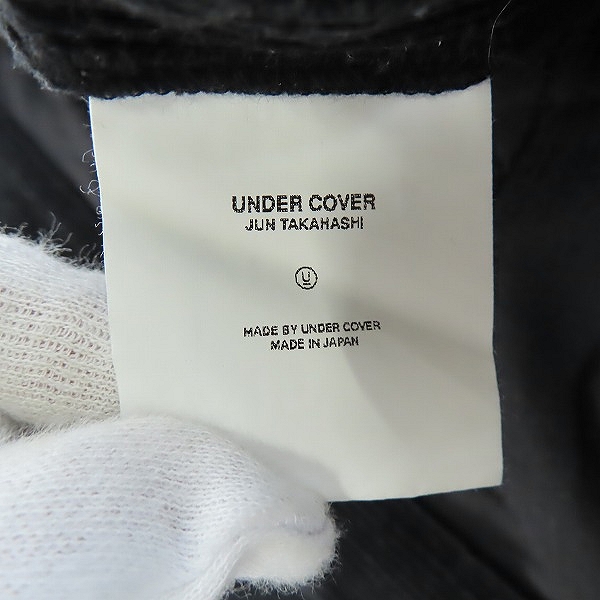 UNDER COVER
JUN TAKAHASHI
U
MADE BY UNDER COVER
MADE IN JAPAN